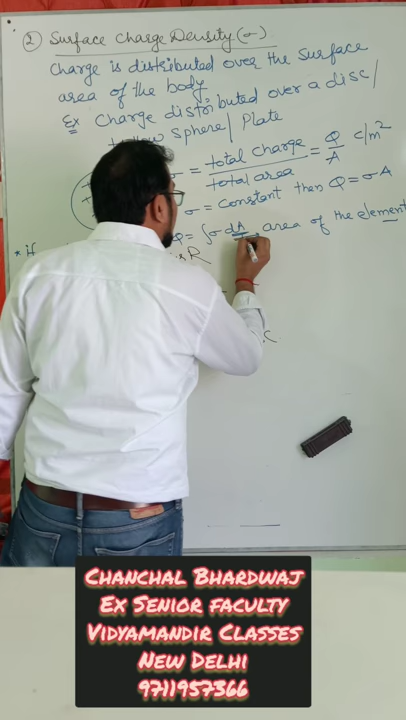 ② Surface Charge Density (σ)
Charge is distributed over the surface
area of the body
Ex Charge distributed over a disc/
Sphere/ Plate
σ = total charge / total area = Q/A C/m²
σ = constant then Q = σA
Q = ∫σ dA area of the element
* if R
CHANCHAL BHARDWAJ
EX SENIOR FACULTY
VIDYAMANDIR CLASSES
NEW DELHI
9711957366